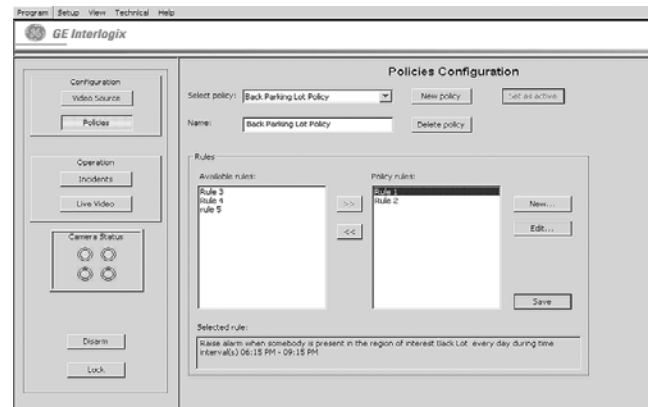 Program Setup View Technical Help
GE Interlogix
Policies Configuration
Configuration
Video Source
Policies
Select policy: Back Parking Lot Policy
New policy
Set as active
Name: Back Parking Lot Policy
Delete policy
Operation
Incidents
Live Video
Camera Status
Disarm
Lock
Rules
Available rules:
Rule 3
Rule 4
rule 5
>>
<<
Policy rules:
Rule 1
Rule 2
New...
Edit...
Save
Selected rule:
Raise alarm when somebody is present in the region of interest Back Lot every day during time
interval(s) 06:15 PM - 09:15 PM